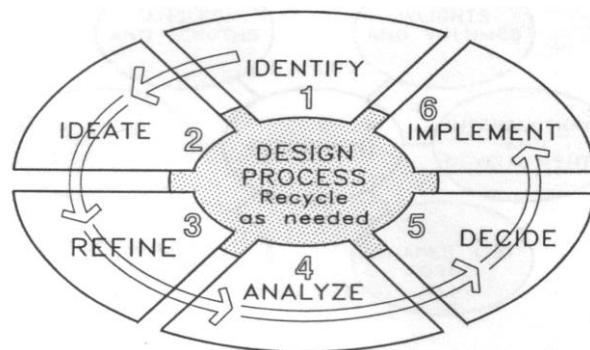 IDENTIFY
1
6
IDEATE
2
IMPLEMENT
DESIGN
PROCESS
Recycle
as needed
3
5
REFINE
DECIDE
4
ANALYZE